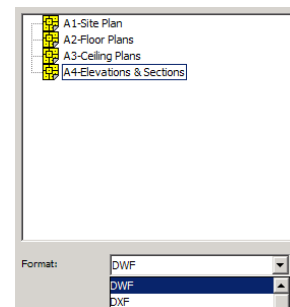 A1-Site Plan
A2-Floor Plans
A3-Ceiling Plans
A4-Elevations & Sections
Format: DWF
DWF
DXF